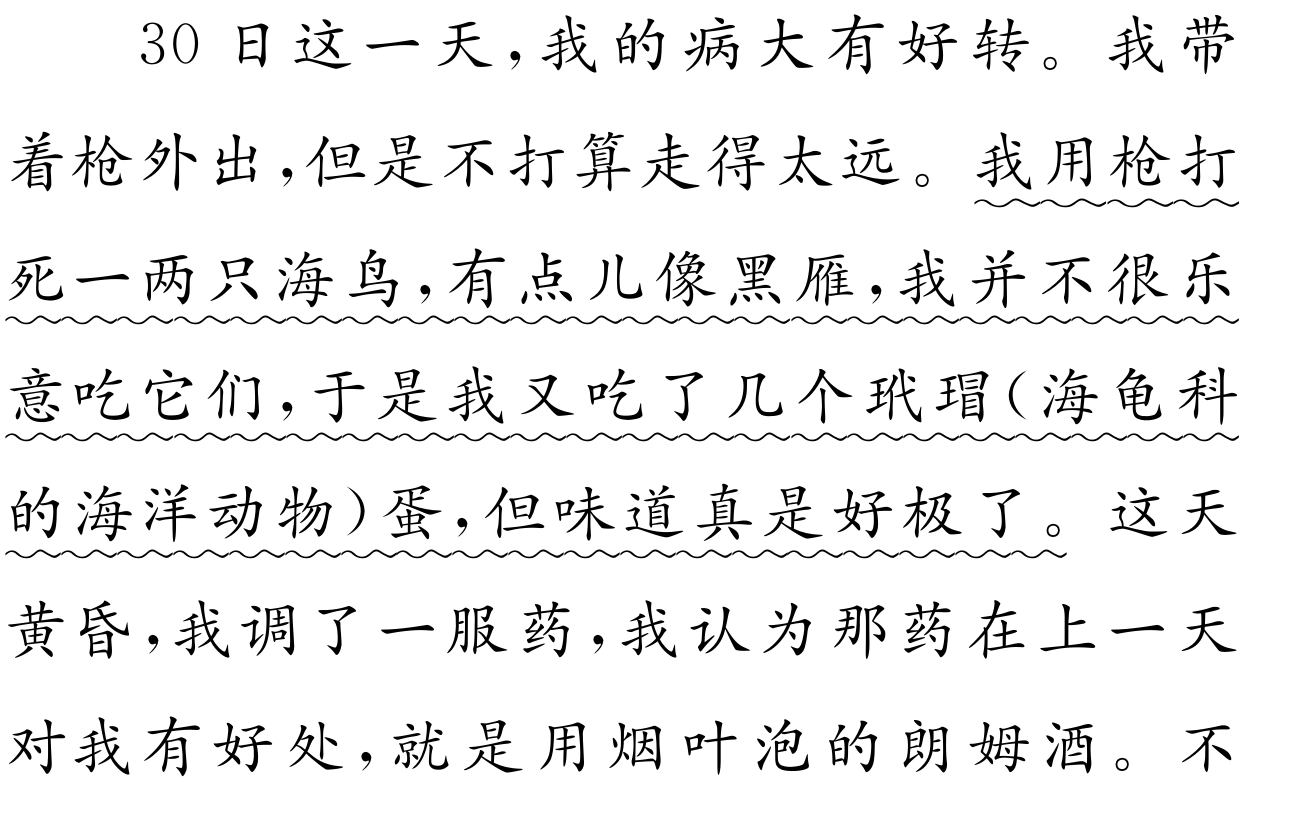 30 日这一天,我的病大有好转。我带
着枪外出,但是不打算走得太远。我用枪打
死一两只海鸟,有点儿像黑雁,我并不很乐
意吃它们,于是我又吃了几个玳瑁(海龟科
的海洋动物)蛋,但味道真是好极了。这天
黄昏,我调了一服药,我认为那药在上一天
对我有好处,就是用烟叶泡的朗姆酒。不